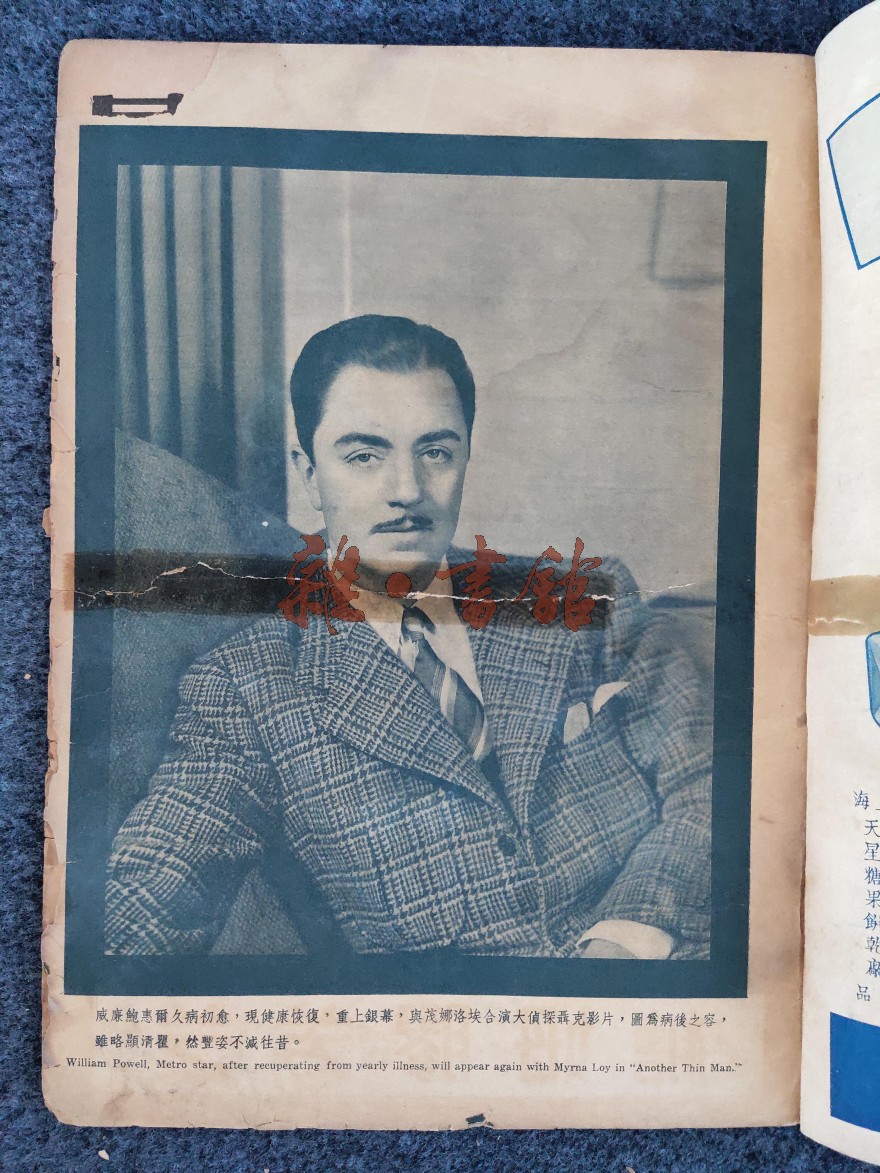 雜·書館
威廉鮑惠爾久病初愈,現健康恢復,重上銀幕,與茂娜洛埃合演大偵探聶克影片,圖爲病後之容,
雖略顯清癯,然豐姿不減往昔。
William Powell, Metro star, after recuperating from yearly illness, will appear again with Myrna Loy in "Another Thin Man."
海
天
星
糖
果
餅
乾
品